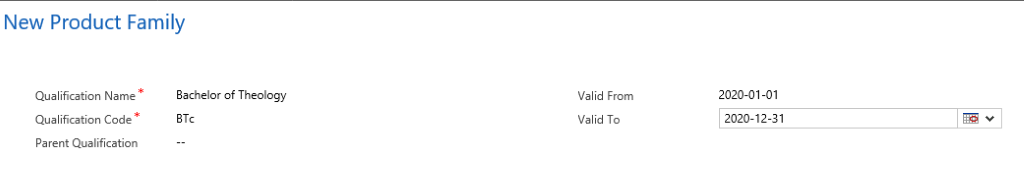 New Product Family
Qualification Name* Bachelor of Theology Valid From 2020-01-01
Qualification Code* BTc Valid To 2020-12-31
Parent Qualification --